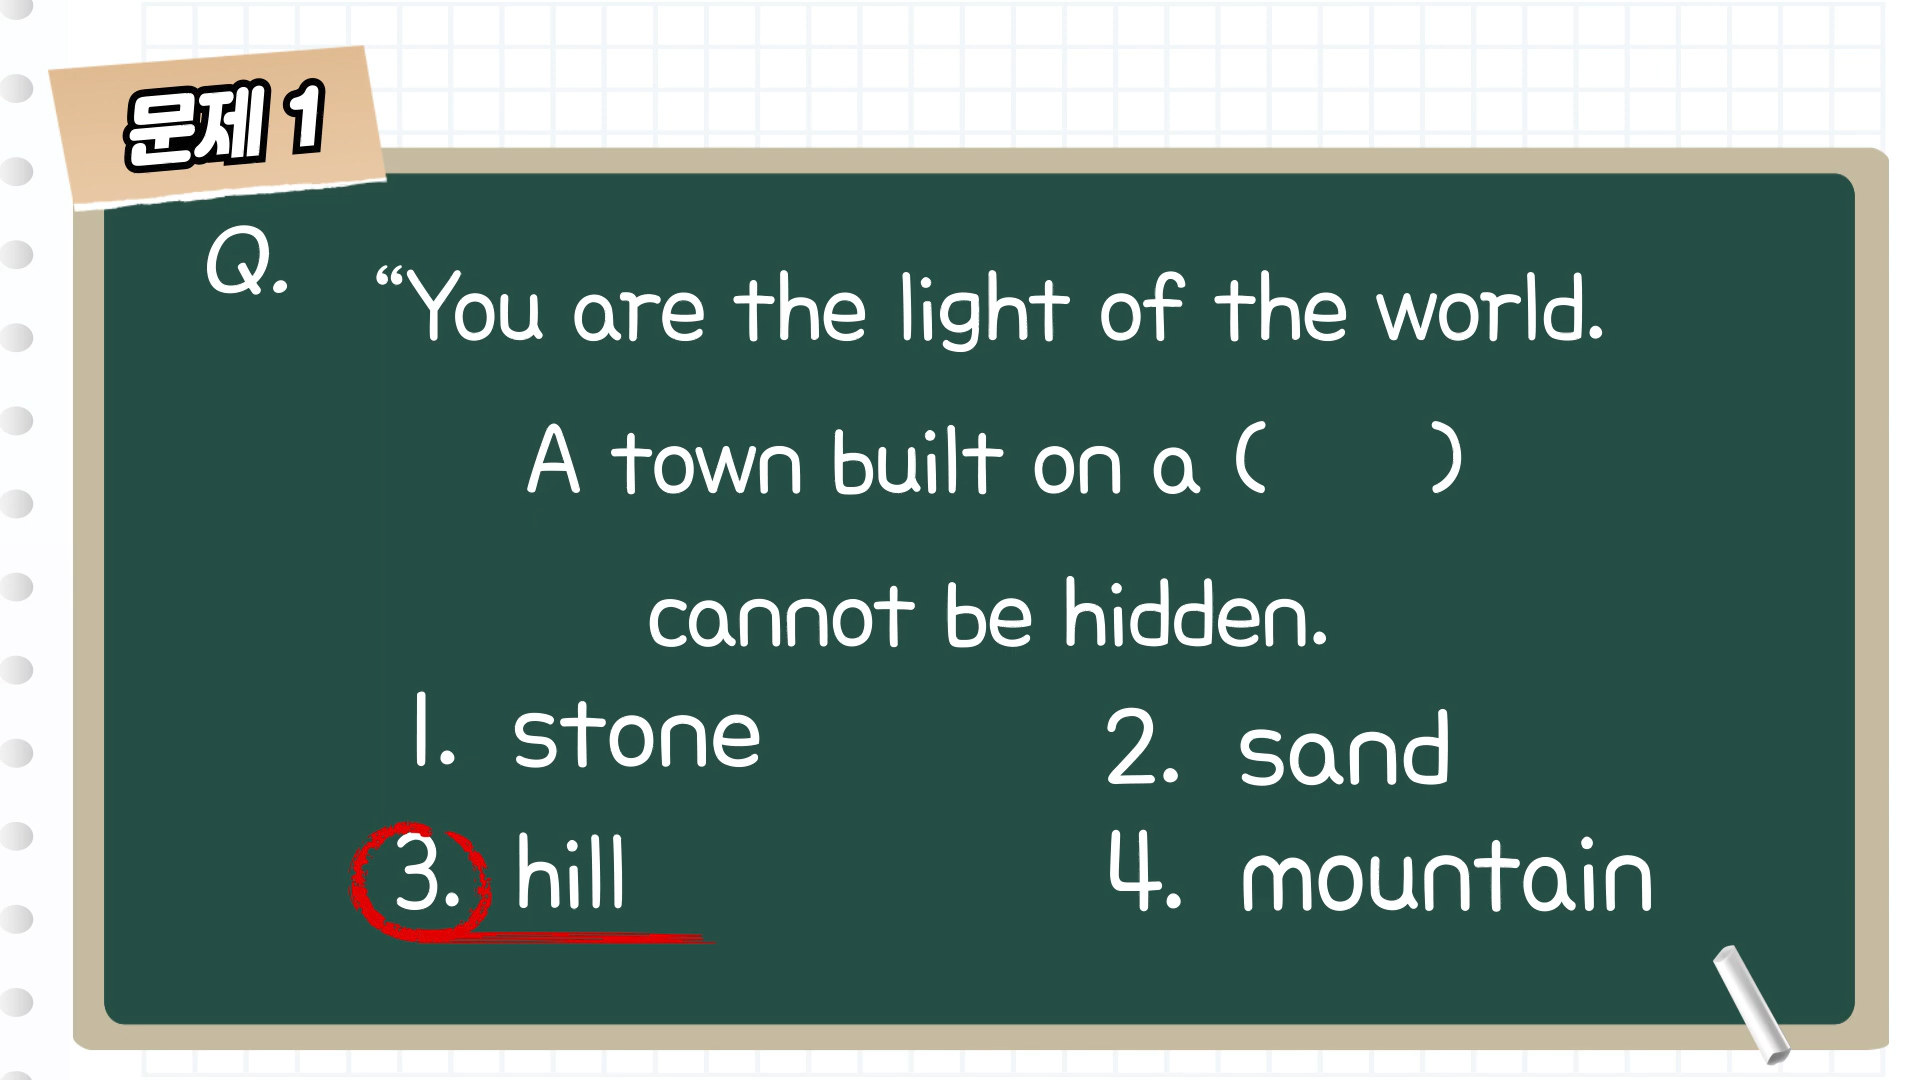 문제 1
Q. “You are the light of the world.
A town built on a (      )
cannot be hidden.
1. stone 2. sand
3. hill 4. mountain